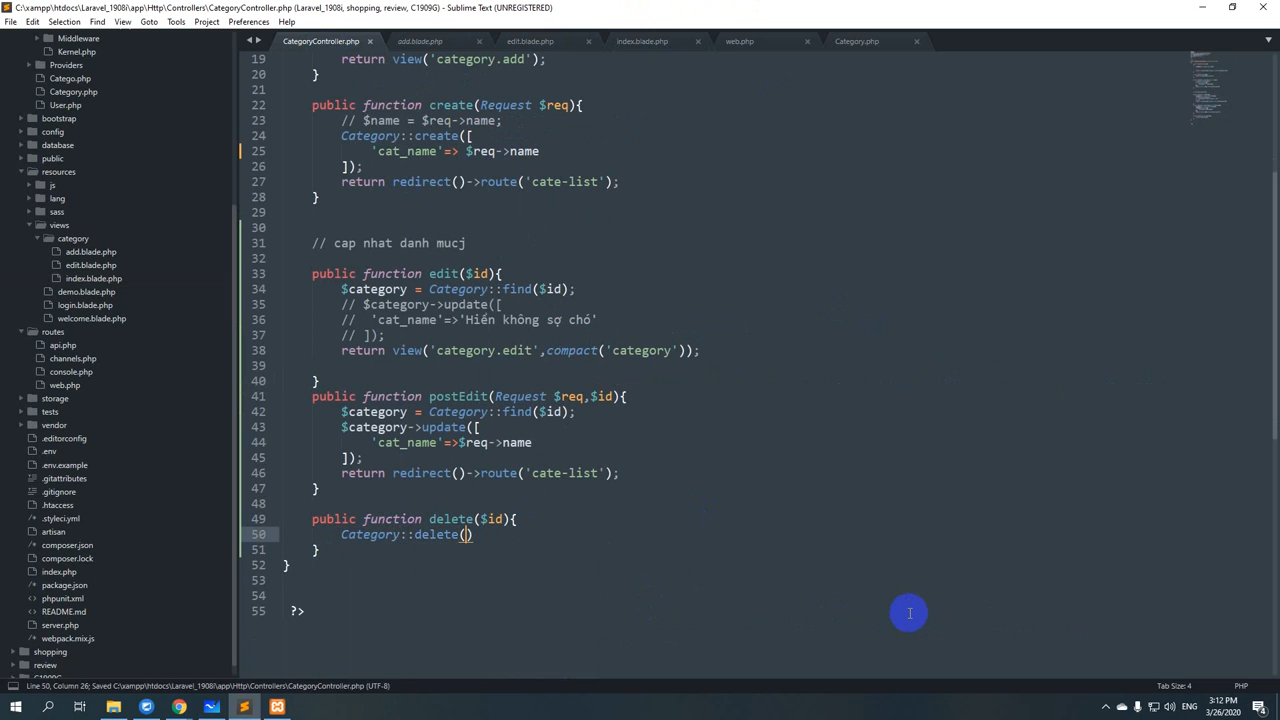 C:\xampp\htdocs\Laravel_1908i\app\Http\Controllers\CategoryController.php (Laravel_1908i, shopping, review, C1909G) - Sublime Text (UNREGISTERED)
File Edit Selection Find View Goto Tools Project Preferences Help
CategoryController.php × add.blade.php × edit.blade.php × index.blade.php × web.php × Category.php ×
Middleware
Kernel.php
Providers
Catego.php
Category.php
User.php
bootstrap
config
database
public
resources
js
lang
sass
views
category
add.blade.php
edit.blade.php
index.blade.php
demo.blade.php
login.blade.php
welcome.blade.php
routes
api.php
channels.php
console.php
web.php
storage
tests
vendor
.editorconfig
.env
.env.example
.gitattributes
.gitignore
.htaccess
.styleci.yml
artisan
composer.json
composer.lock
index.php
package.json
phpunit.xml
README.md
server.php
webpack.mix.js
shopping
review
19 return view('category.add');
20 }
21
22 public function create(Request $req){
23 // $name = $req->name;
24 Category::create([
25 'cat_name'=> $req->name
26 ]);
27 return redirect()->route('cate-list');
28 }
29
30
31 // cap nhat danh mucj
32
33 public function edit($id){
34 $category = Category::find($id);
35 // $category->update([
36 // 'cat_name'=>'Hiến không sợ chó'
37 // ]);
38 return view('category.edit',compact('category'));
39
40 }
41 public function postEdit(Request $req,$id){
42 $category = Category::find($id);
43 $category->update([
44 'cat_name'=>$req->name
45 ]);
46 return redirect()->route('cate-list');
47 }
48
49 public function delete($id){
50 Category::delete()
51 }
52 }
53
54
55 ?>
Line 50, Column 26; Saved C:\xampp\htdocs\Laravel_1908i\app\Http\Controllers\CategoryController.php (UTF-8) Tab Size: 4 PHP
ENG 3:12 PM
3/26/2020